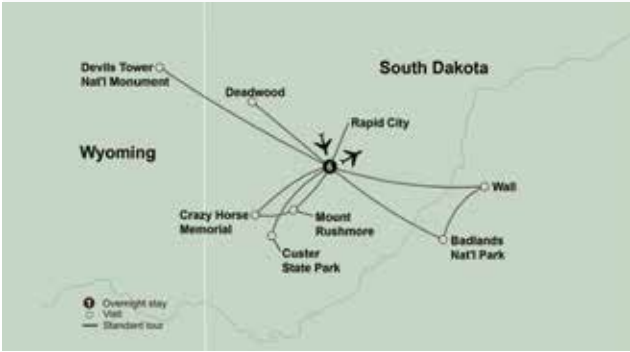 Devils Tower
Nat'l Monument
Deadwood
South Dakota
Rapid City
Wyoming
Wall
Crazy Horse
Memorial
Mount
Rushmore
Custer
State Park
Badlands
Nat'l Park
Overnight stay
Visit
Standard tour